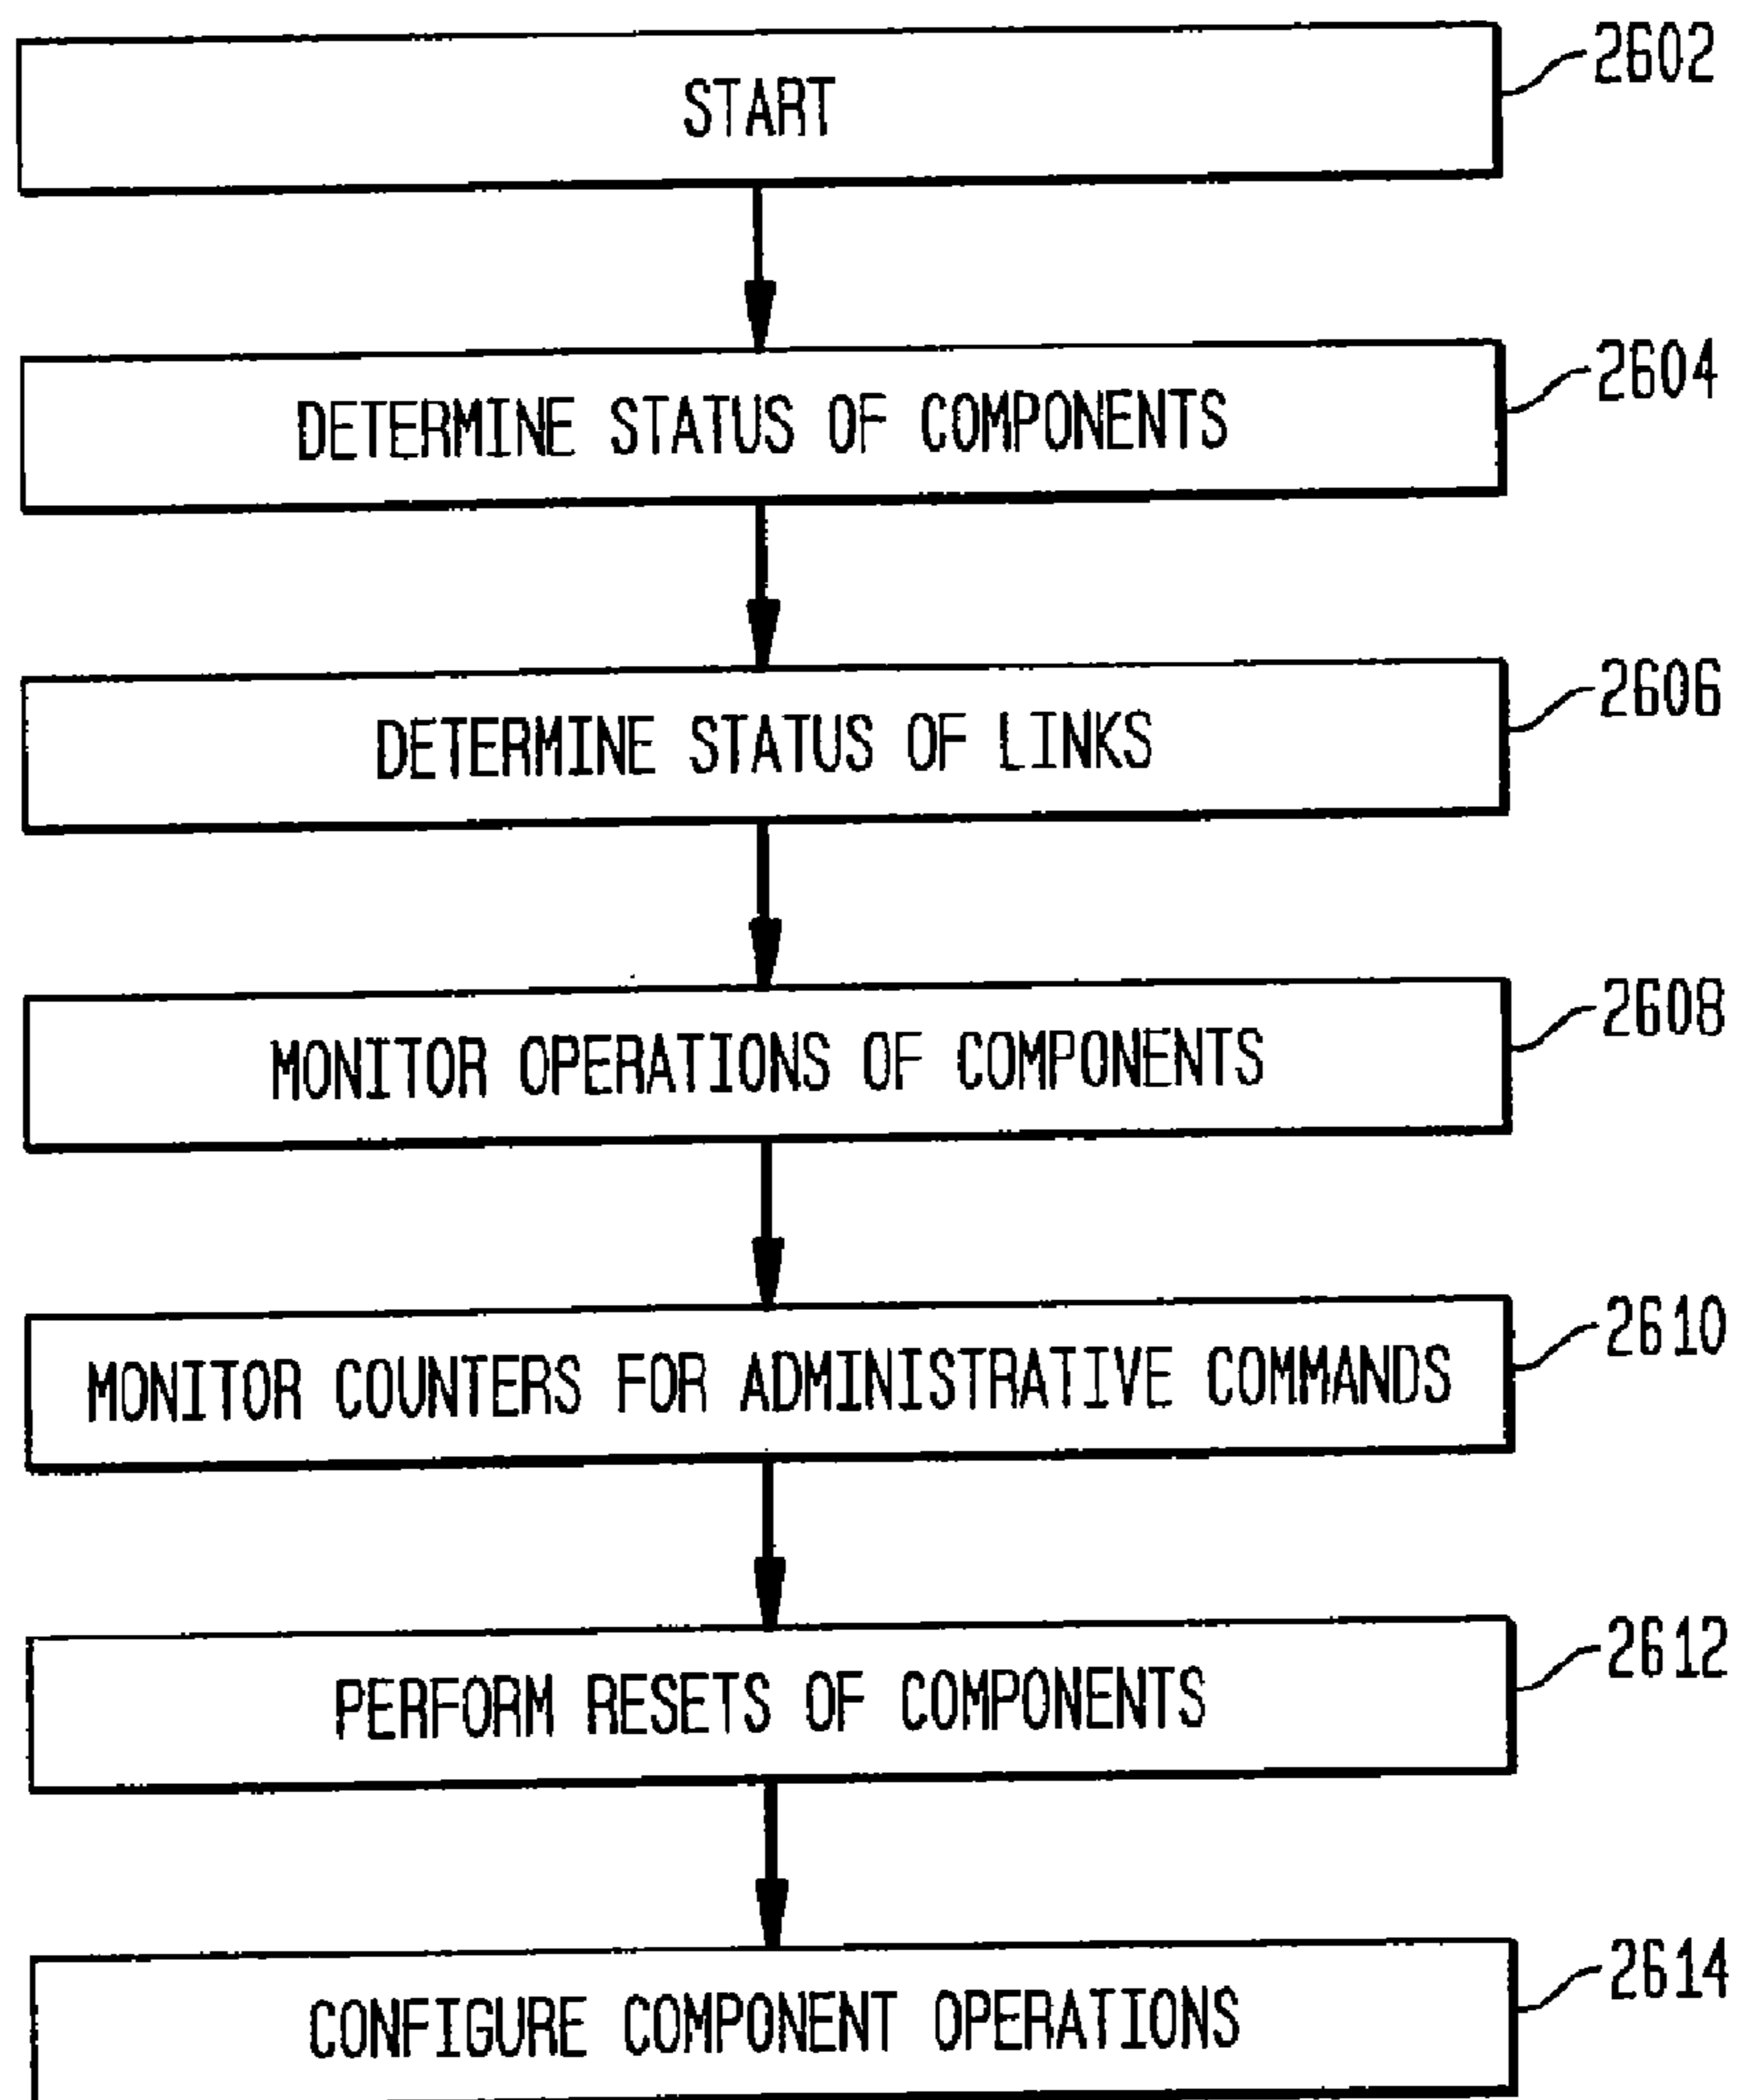 START
2602
DETERMINE STATUS OF COMPONENTS
2604
DETERMINE STATUS OF LINKS
2606
MONITOR OPERATIONS OF COMPONENTS
2608
MONITOR COUNTERS FOR ADMINISTRATIVE COMMANDS
2610
PERFORM RESETS OF COMPONENTS
2612
CONFIGURE COMPONENT OPERATIONS
2614